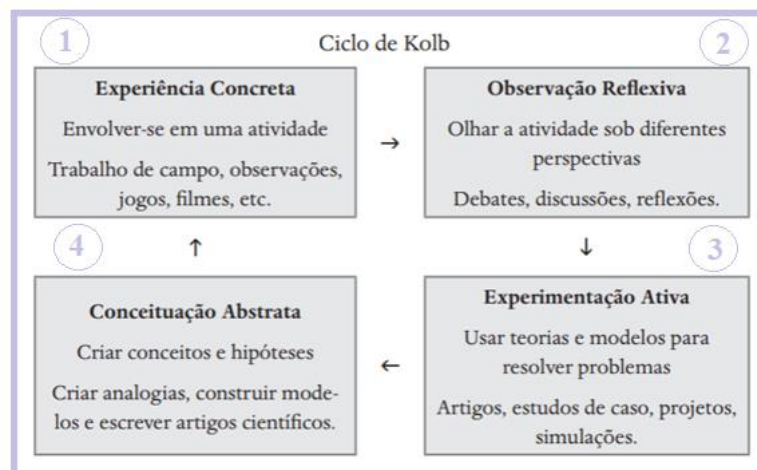 Ciclo de Kolb
1
Experiência Concreta
Envolver-se em uma atividade
Trabalho de campo, observações,
jogos, filmes, etc.
→
2
Observação Reflexiva
Olhar a atividade sob diferentes
perspectivas
Debates, discussões, reflexões.
↓
3
Experimentação Ativa
Usar teorias e modelos para
resolver problemas
Artigos, estudos de caso, projetos,
simulações.
←
4
Conceituação Abstrata
Criar conceitos e hipóteses
Criar analogias, construir mode-
los e escrever artigos científicos.
↑